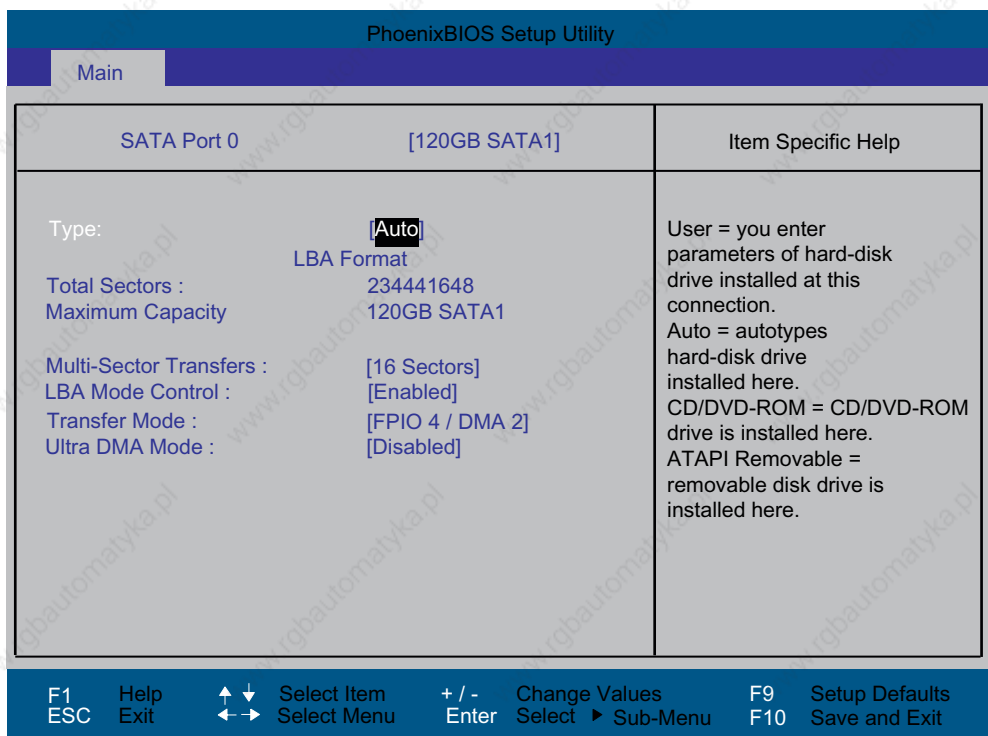 PhoenixBIOS Setup Utility
Main
SATA Port 0 [120GB SATA1]
Type: [Auto]
LBA Format
Total Sectors : 234441648
Maximum Capacity 120GB SATA1
Multi-Sector Transfers : [16 Sectors]
LBA Mode Control : [Enabled]
Transfer Mode : [FPIO 4 / DMA 2]
Ultra DMA Mode : [Disabled]
Item Specific Help
User = you enter
parameters of hard-disk
drive installed at this
connection.
Auto = autotypes
hard-disk drive
installed here.
CD/DVD-ROM = CD/DVD-ROM
drive is installed here.
ATAPI Removable =
removable disk drive is
installed here.
F1 Help ↑ ↓ Select Item + / - Change Values F9 Setup Defaults
ESC Exit ← → Select Menu Enter Select ▶ Sub-Menu F10 Save and Exit
www.rgbautomatyka.pl